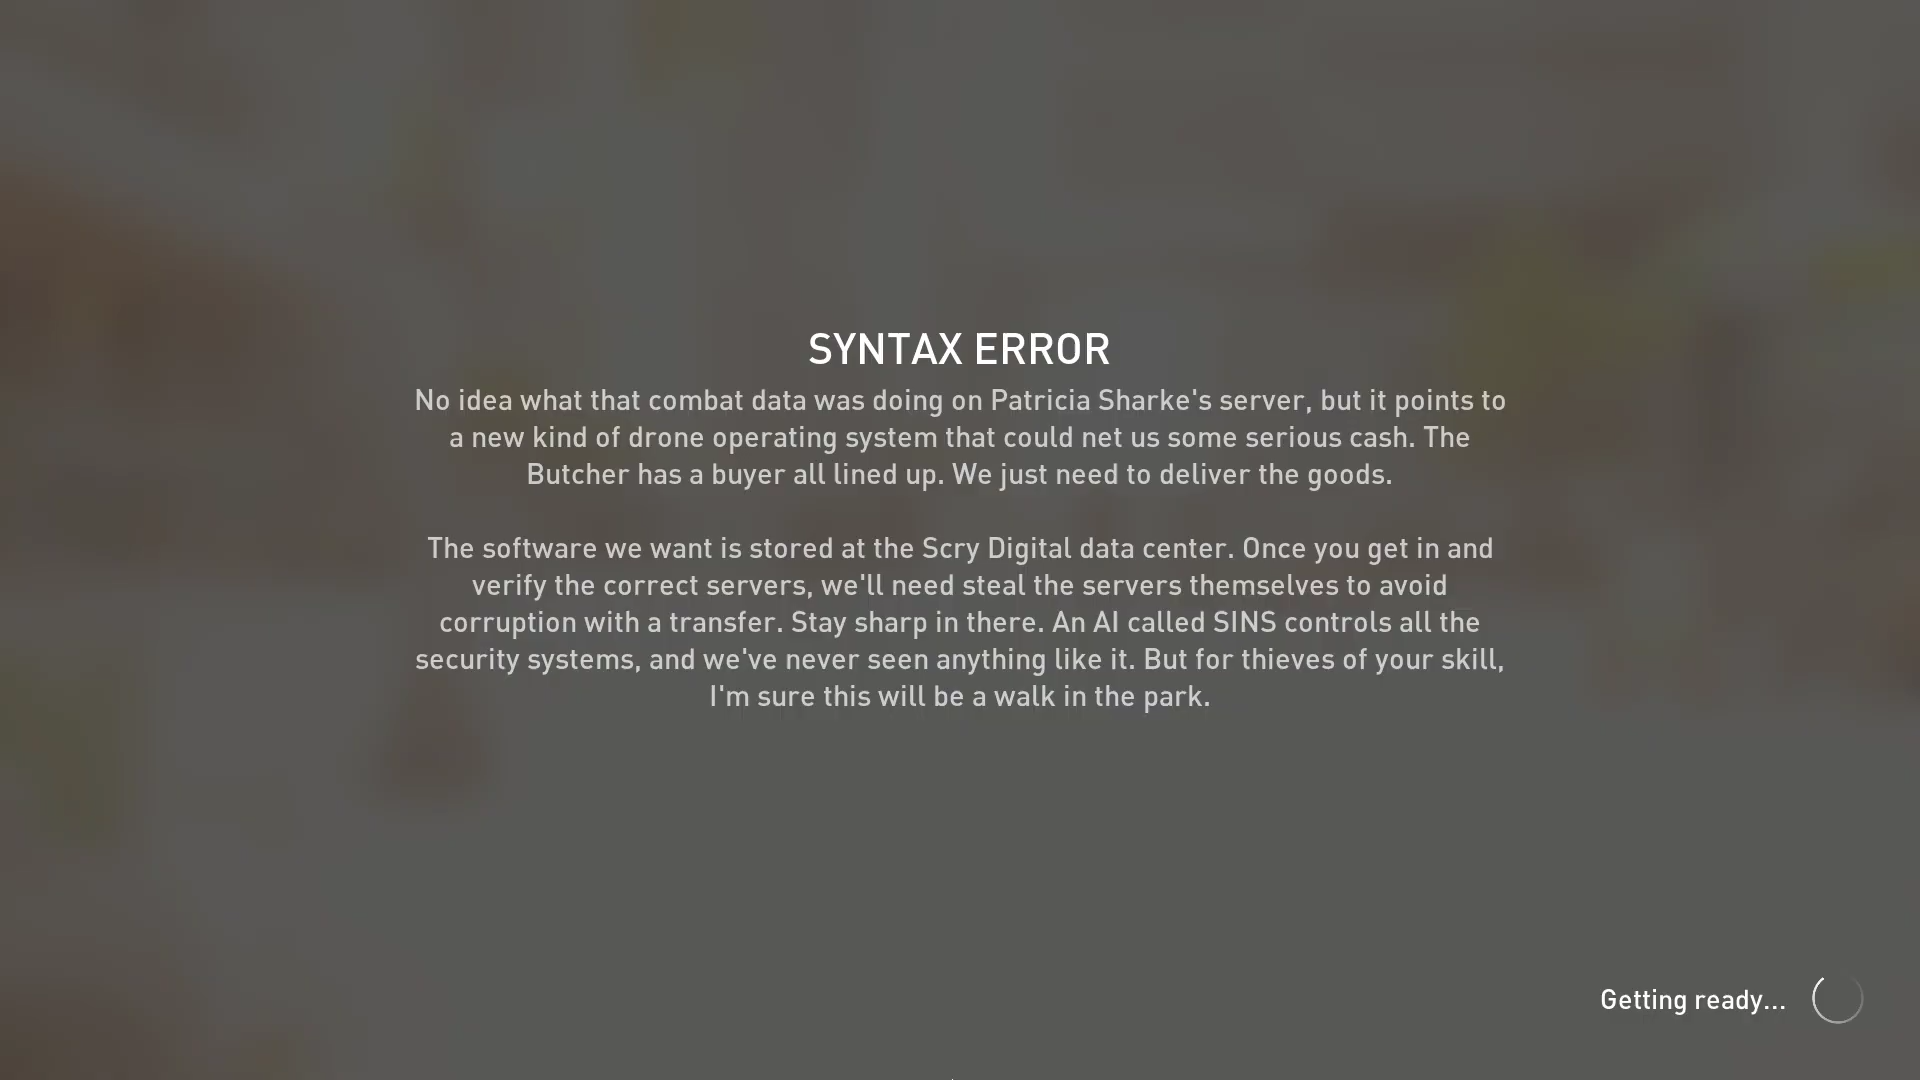 SYNTAX ERROR
No idea what that combat data was doing on Patricia Sharke's server, but it points to
a new kind of drone operating system that could net us some serious cash. The
Butcher has a buyer all lined up. We just need to deliver the goods.
The software we want is stored at the Scry Digital data center. Once you get in and
verify the correct servers, we'll need steal the servers themselves to avoid
corruption with a transfer. Stay sharp in there. An AI called SINS controls all the
security systems, and we've never seen anything like it. But for thieves of your skill,
I'm sure this will be a walk in the park.
Getting ready...